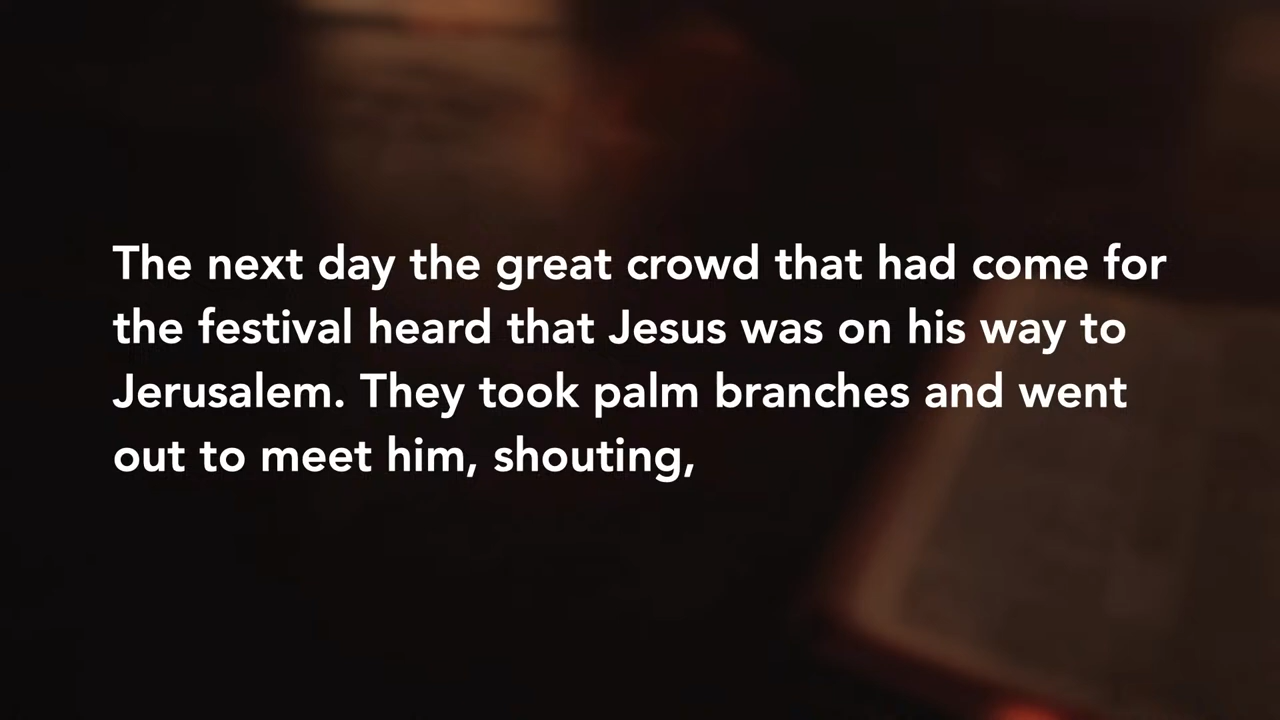 The next day the great crowd that had come for
the festival heard that Jesus was on his way to
Jerusalem. They took palm branches and went
out to meet him, shouting,